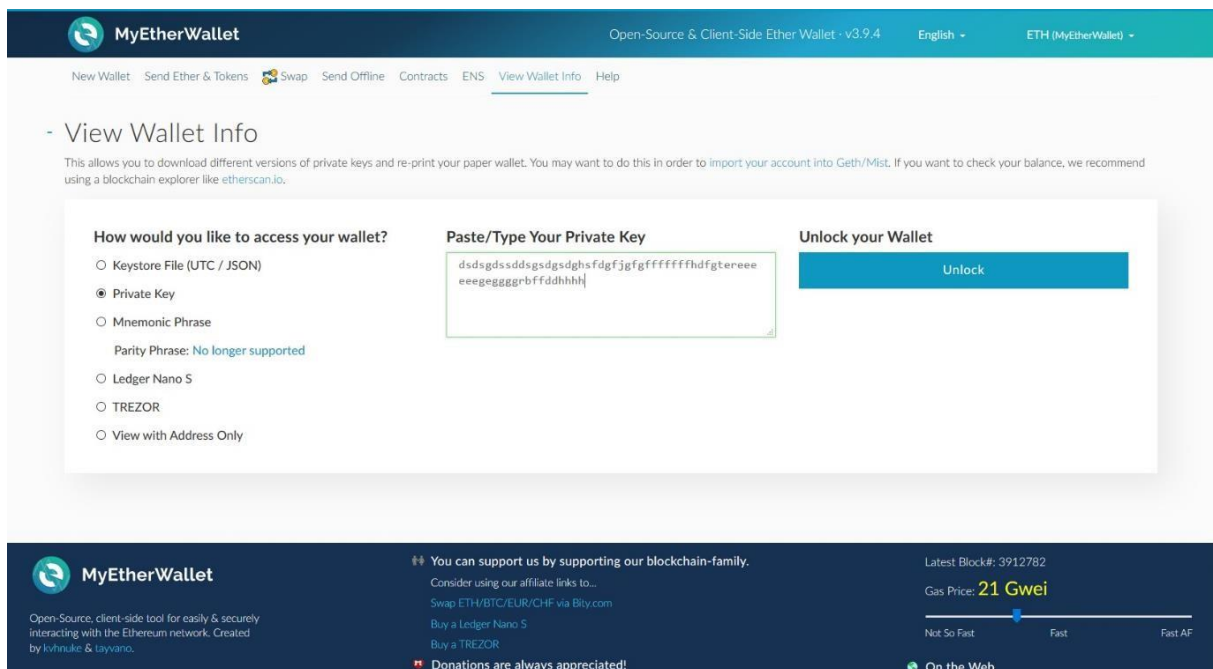 MyEtherWallet
Open-Source & Client-Side Ether Wallet · v3.9.4
English
ETH (MyEtherWallet)
New Wallet Send Ether & Tokens Swap Send Offline Contracts ENS View Wallet Info Help
- View Wallet Info
This allows you to download different versions of private keys and re-print your paper wallet. You may want to do this in order to import your account into Geth/Mist. If you want to check your balance, we recommend
using a blockchain explorer like etherscan.io.
How would you like to access your wallet?
Keystore File (UTC / JSON)
Private Key
Mnemonic Phrase
Parity Phrase: No longer supported
Ledger Nano S
TREZOR
View with Address Only
Paste/Type Your Private Key
dsdsgdssddsgsdgsdghsfdgfjgfgfffffffhdfgtereee
eeegeggggrbffddhhhh
Unlock your Wallet
Unlock
MyEtherWallet
Open-Source, client-side tool for easily & securely
interacting with the Ethereum network. Created
by kvhnuke & tayvano.
You can support us by supporting our blockchain-family.
Consider using our affiliate links to...
Swap ETH/BTC/EUR/CHF via Bity.com
Buy a Ledger Nano S
Buy a TREZOR
Donations are always appreciated!
Latest Block#: 3912782
Gas Price: 21 Gwei
Not So Fast Fast Fast AF
On the Web